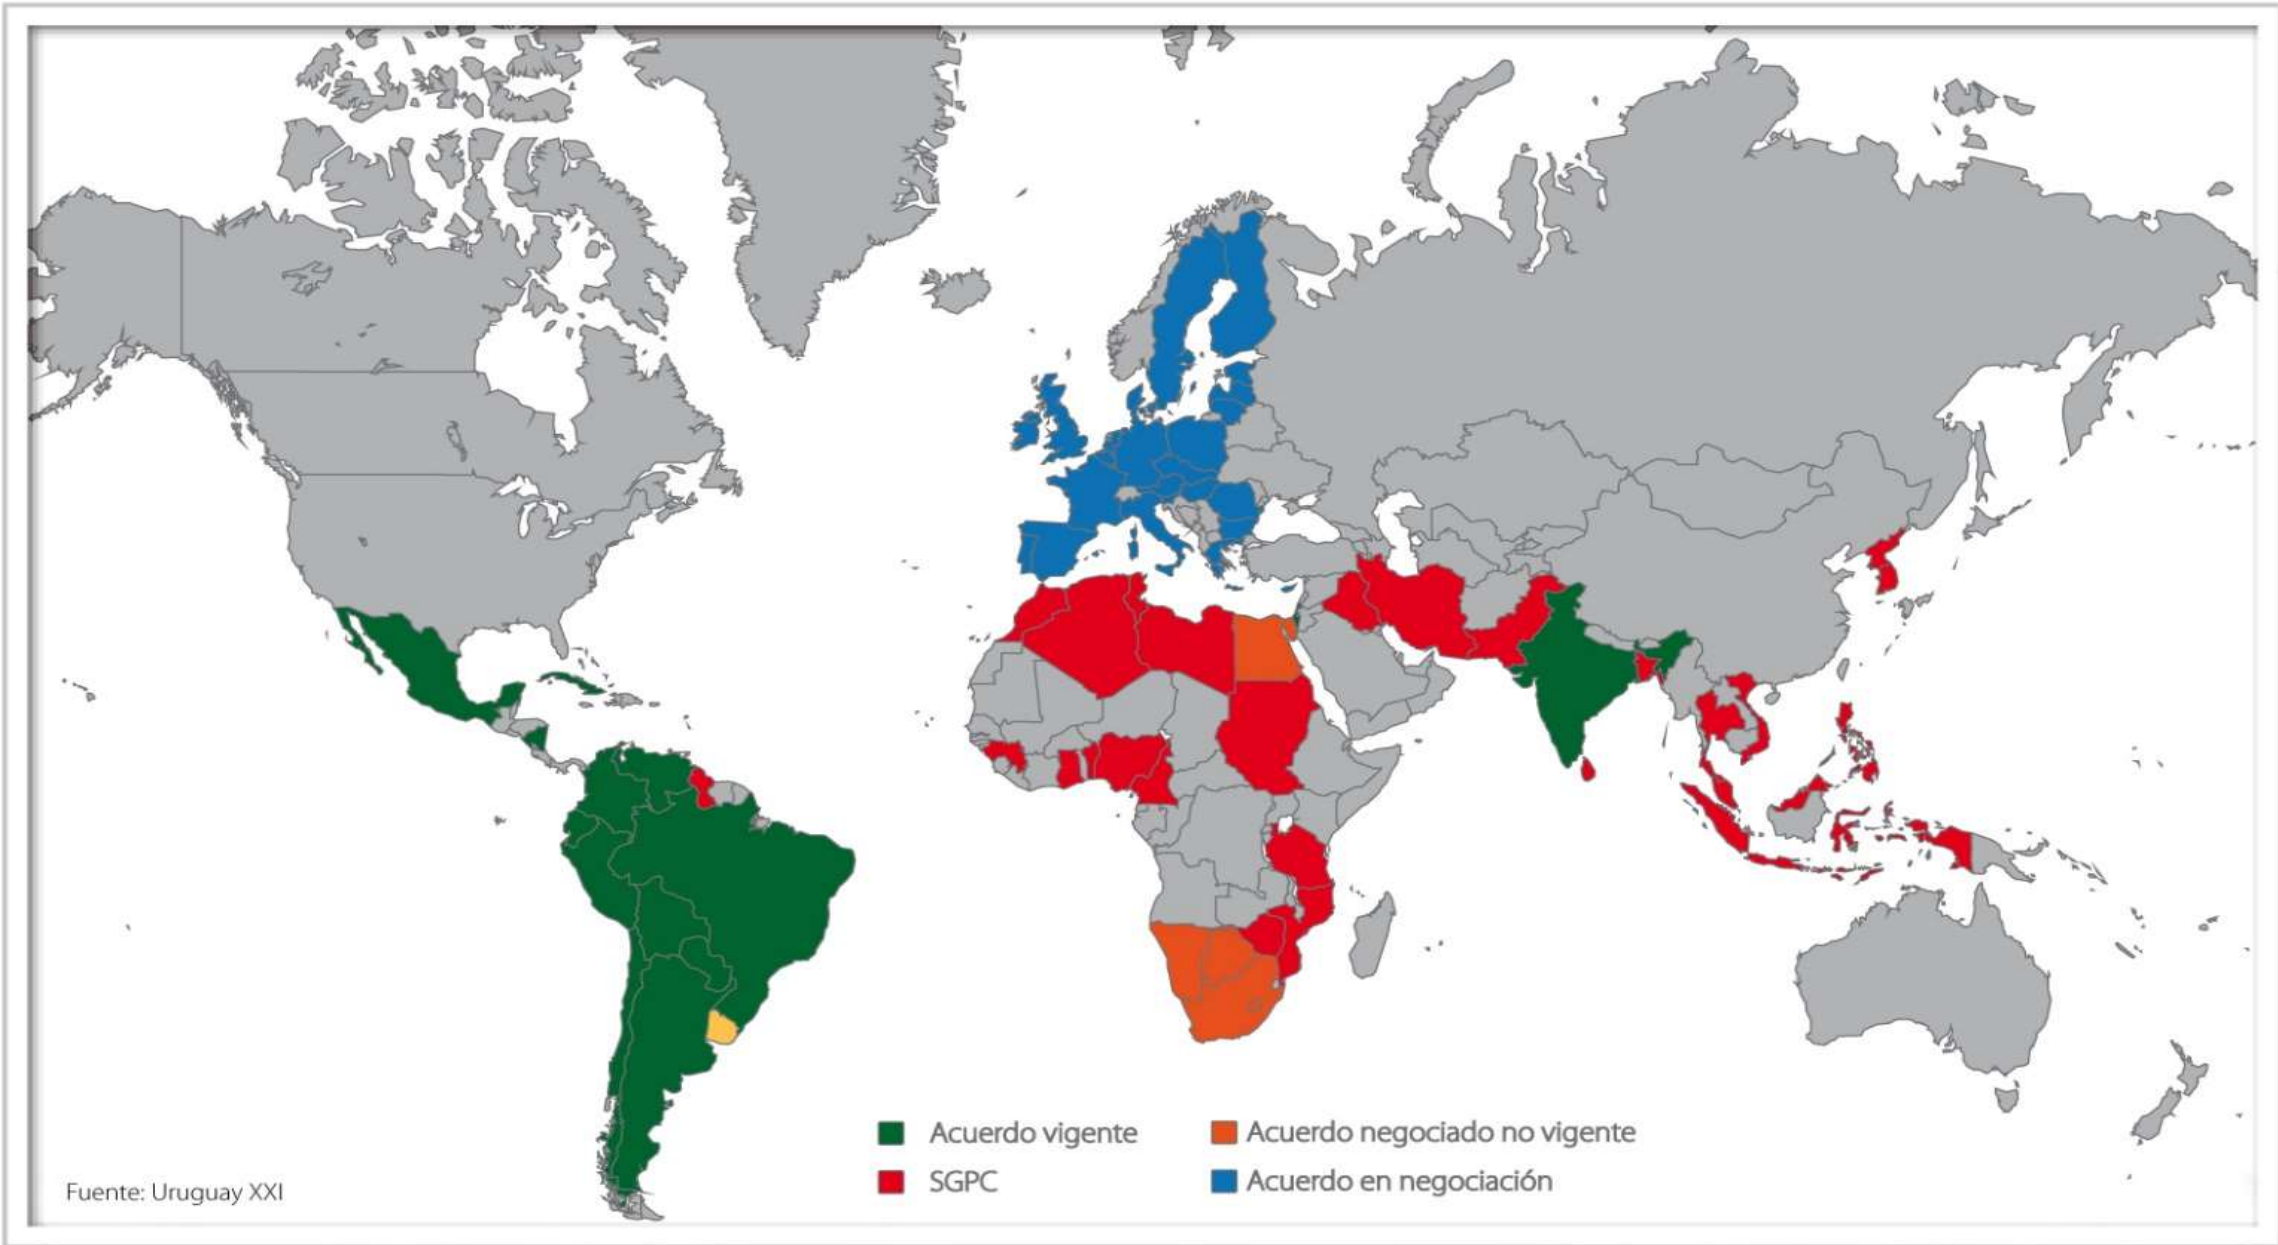 Acuerdo vigente
Acuerdo negociado no vigente
SGPC
Acuerdo en negociación
Fuente: Uruguay XXI